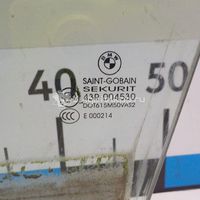 BMW
SAINT-GOBAIN
SEKURIT
43R 004530
DOT615M50VAS2
E 000214
40
50